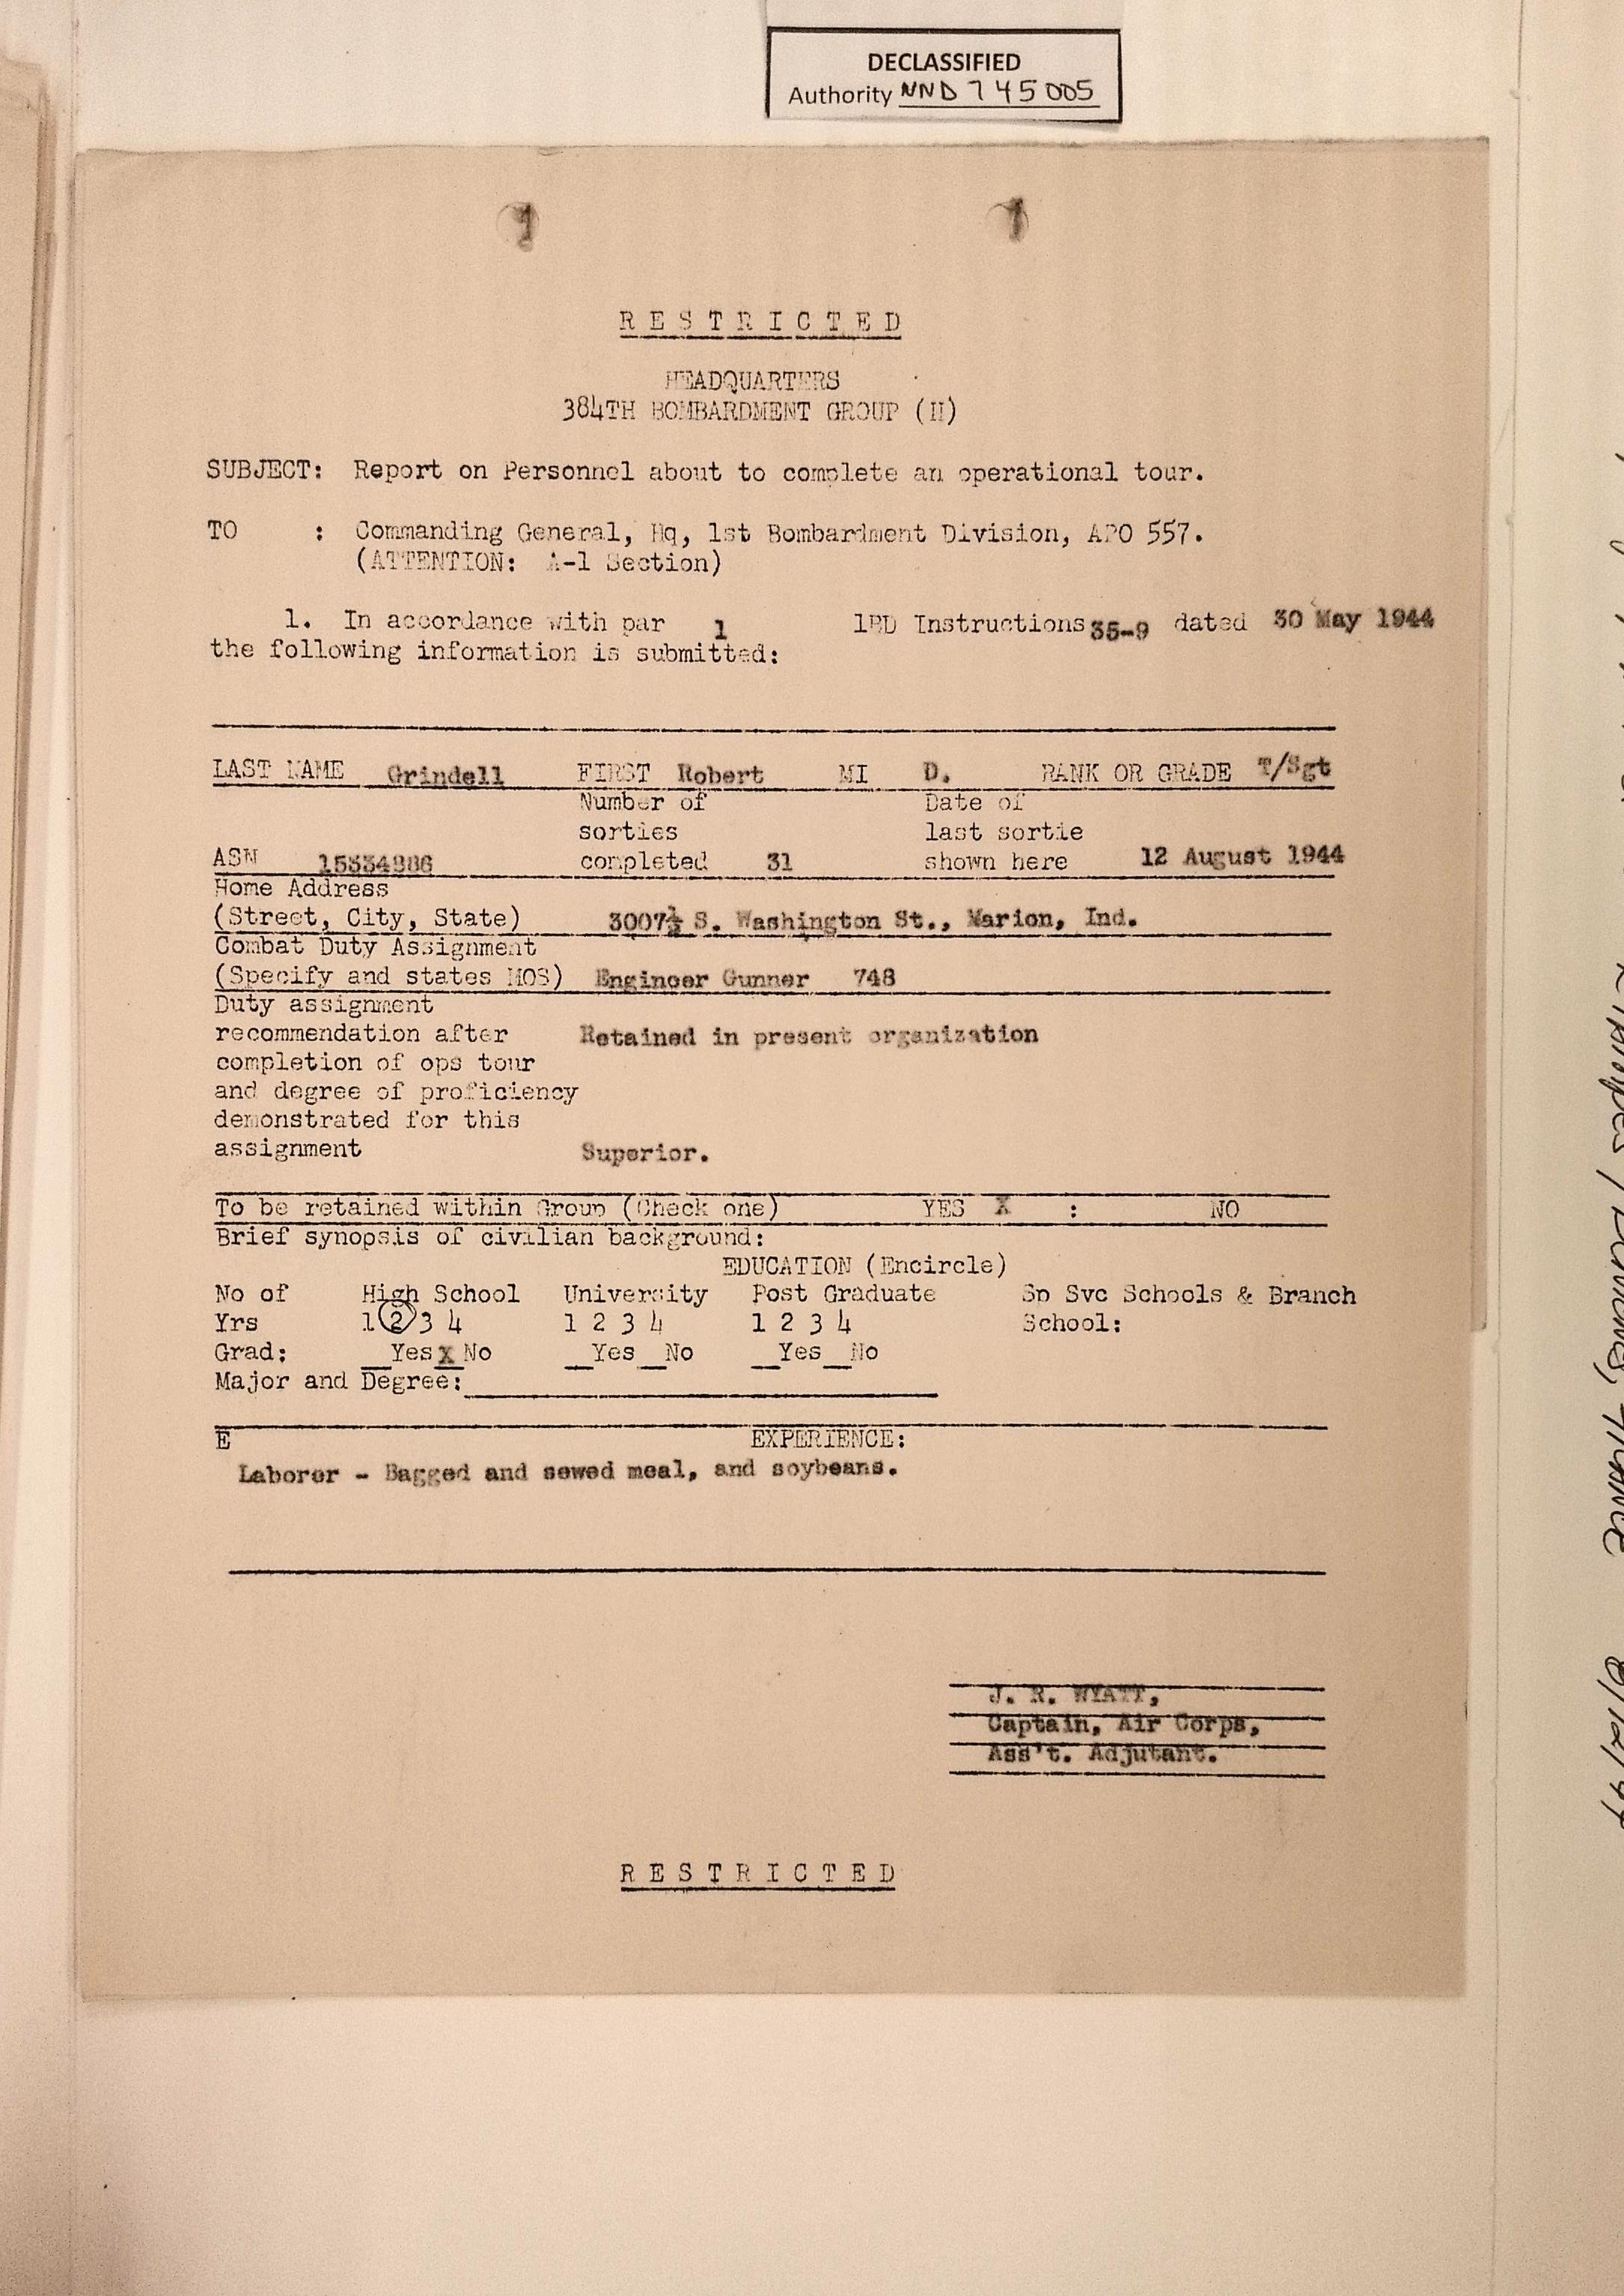 DECLASSIFIED
Authority NND 745005
RESTRICTED
HEADQUARTERS
384TH BOMBARDMENT GROUP (H)
SUBJECT: Report on Personnel about to complete an operational tour.
TO : Commanding General, Hq, 1st Bombardment Division, APO 557.
(ATTENTION: A-1 Section)
1. In accordance with par 1 1BD Instructions 35-9 dated 30 May 1944
the following information is submitted:
LAST NAME Grindell FIRST Robert MI D. RANK OR GRADE T/Sgt
Number of Date of
sorties last sortie
ASN completed 31 shown here 12 August 1944
Home Address
(Street, City, State) 3007½ S. Washington St., Marion, Ind.
Combat Duty Assignment
(Specify and states MOS) Engineer Gunner 748
Duty assignment
recommendation after Retained in present organization
completion of ops tour
and degree of proficiency
demonstrated for this
assignment Superior.
To be retained within Group (Check one) YES X : NO
Brief synopsis of civilian background:
EDUCATION (Encircle)
No of High School University Post Graduate Sp Svc Schools & Branch
Yrs 1 2 3 4 1 2 3 4 1 2 3 4 School:
Grad: __Yes x No __Yes__No __Yes__No
Major and Degree:
E EXPERIENCE:
Laborer - Bagged and sewed meal, and soybeans.
J. R. WYATT,
Captain, Air Corps,
Ass't. Adjutant.
RESTRICTED
8/12/44